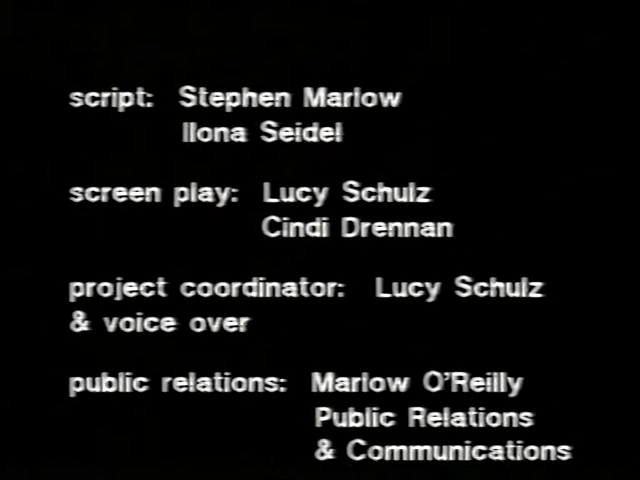 script: Stephen Marlow
Ilona Seidel
screen play: Lucy Schulz
Cindi Drennan
project coordinator: Lucy Schulz
& voice over
public relations: Marlow O'Reilly
Public Relations
& Communications